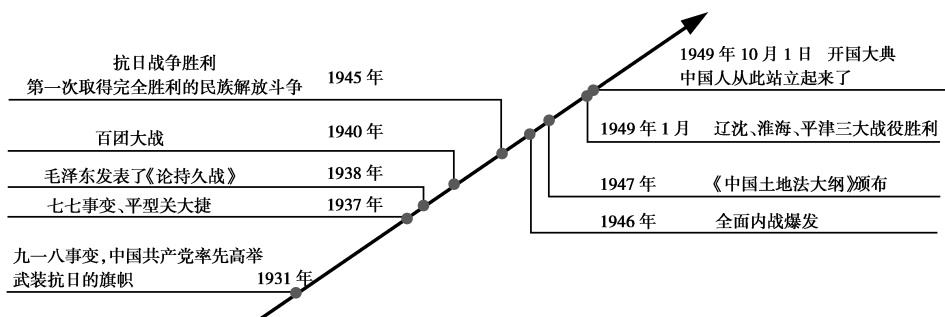 抗日战争胜利
第一次取得完全胜利的民族解放斗争 1945 年
百团大战 1940 年
毛泽东发表了《论持久战》 1938 年
七七事变、平型关大捷 1937 年
九一八事变,中国共产党率先高举
武装抗日的旗帜 1931 年
1949 年 10 月 1 日 开国大典
中国人从此站立起来了
1949 年 1 月 辽沈、淮海、平津三大战役胜利
1947 年 《中国土地法大纲》颁布
1946 年 全面内战爆发